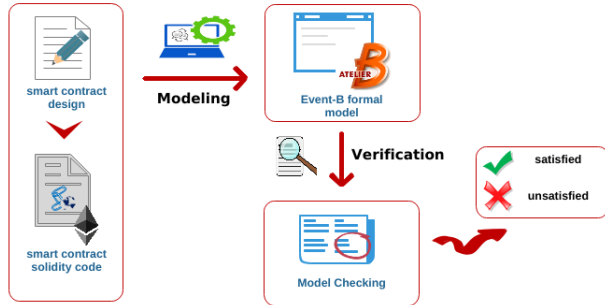 smart contract
design
smart contract
solidity code
Modeling
ATELIER
B
Event-B formal
model
Verification
Model Checking
satisfied
unsatisfied